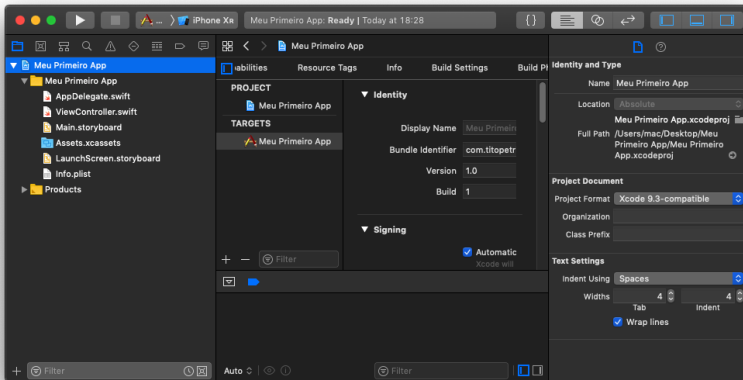 A ... iPhone XR Meu Primeiro App: Ready | Today at 18:28
Meu Primeiro App
Meu Primeiro App
AppDelegate.swift
ViewController.swift
Main.storyboard
Assets.xcassets
LaunchScreen.storyboard
Info.plist
Products
Filter
Meu Primeiro App
abilities Resource Tags Info Build Settings Build Ph
PROJECT
Meu Primeiro App
TARGETS
Meu Primeiro App
Filter
Identity
Display Name Meu Primein
Bundle Identifier com.titopetr
Version 1.0
Build 1
Signing
Automatic
Xcode will
Auto
Filter
Identity and Type
Name Meu Primeiro App
Location Absolute
Meu Primeiro App.xcodeproj
Full Path /Users/mac/Desktop/Meu
Primeiro App/Meu Primeiro
App.xcodeproj
Project Document
Project Format Xcode 9.3-compatible
Organization
Class Prefix
Text Settings
Indent Using Spaces
Widths 4 4
Tab Indent
Wrap lines